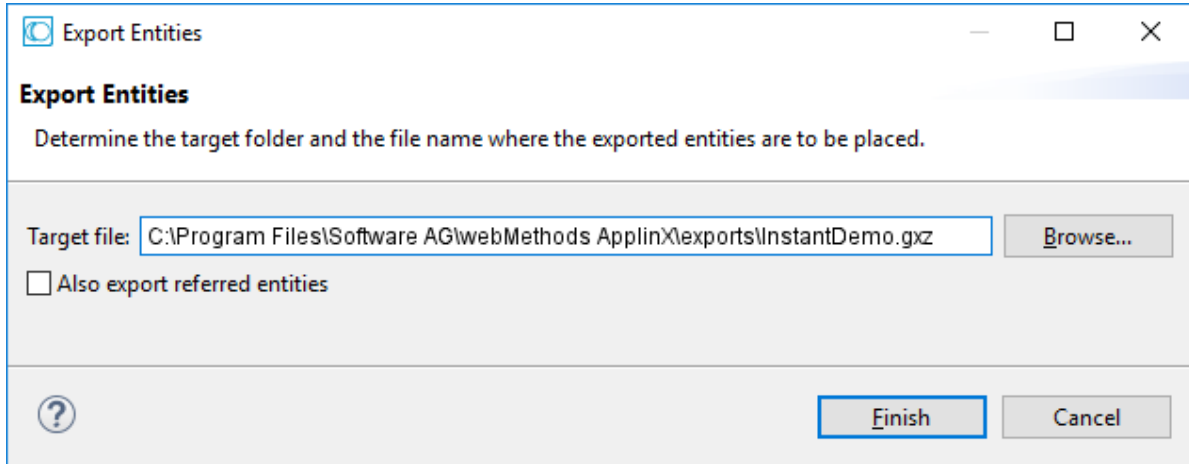 Export Entities
Export Entities
Determine the target folder and the file name where the exported entities are to be placed.
Target file: C:\Program Files\Software AG\webMethods ApplinX\exports\InstantDemo.gxz Browse...
Also export referred entities
? Finish Cancel